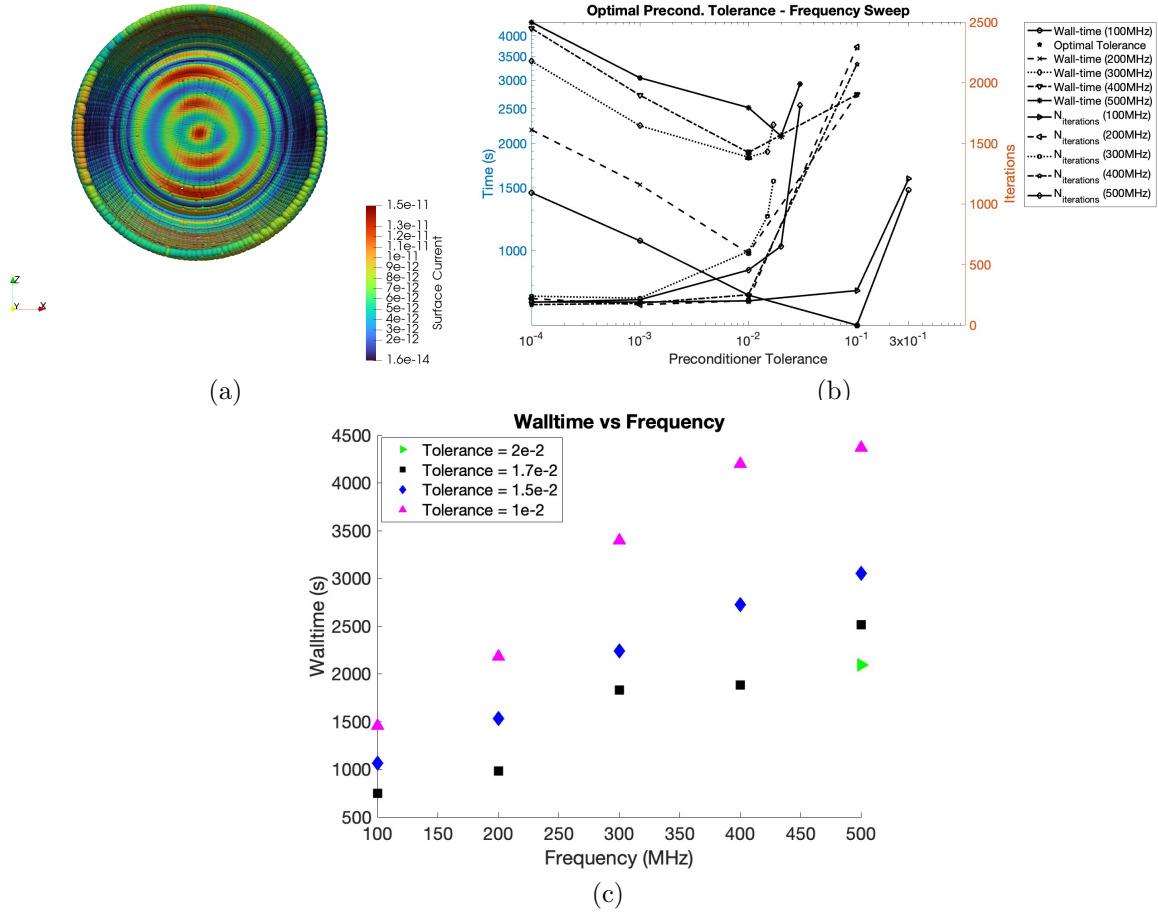 1.5e-11
1.3e-11
1.2e-11
1.1e-11
1e-11
9e-12
8e-12
7e-12
6e-12
5e-12
4e-12
3e-12
2e-12
1.6e-14
Surface Current
Z
Y
X
(a)
Optimal Precond. Tolerance - Frequency Sweep
4000
3500
3000
2500
2000
1500
1000
Time (s)
2500
2000
1500
1000
500
0
Iterations
10-4
10-3
10-2
10-1
3x10-1
Preconditioner Tolerance
Wall-time (100MHz)
Optimal Tolerance
Wall-time (200MHz)
Wall-time (300MHz)
Wall-time (400MHz)
Wall-time (500MHz)
Niterations (100MHz)
Niterations (200MHz)
Niterations (300MHz)
Niterations (400MHz)
Niterations (500MHz)
(b)
Walltime vs Frequency
Tolerance = 2e-2
Tolerance = 1.7e-2
Tolerance = 1.5e-2
Tolerance = 1e-2
4500
4000
3500
3000
2500
2000
1500
1000
500
Walltime (s)
100
150
200
250
300
350
400
450
500
Frequency (MHz)
(c)